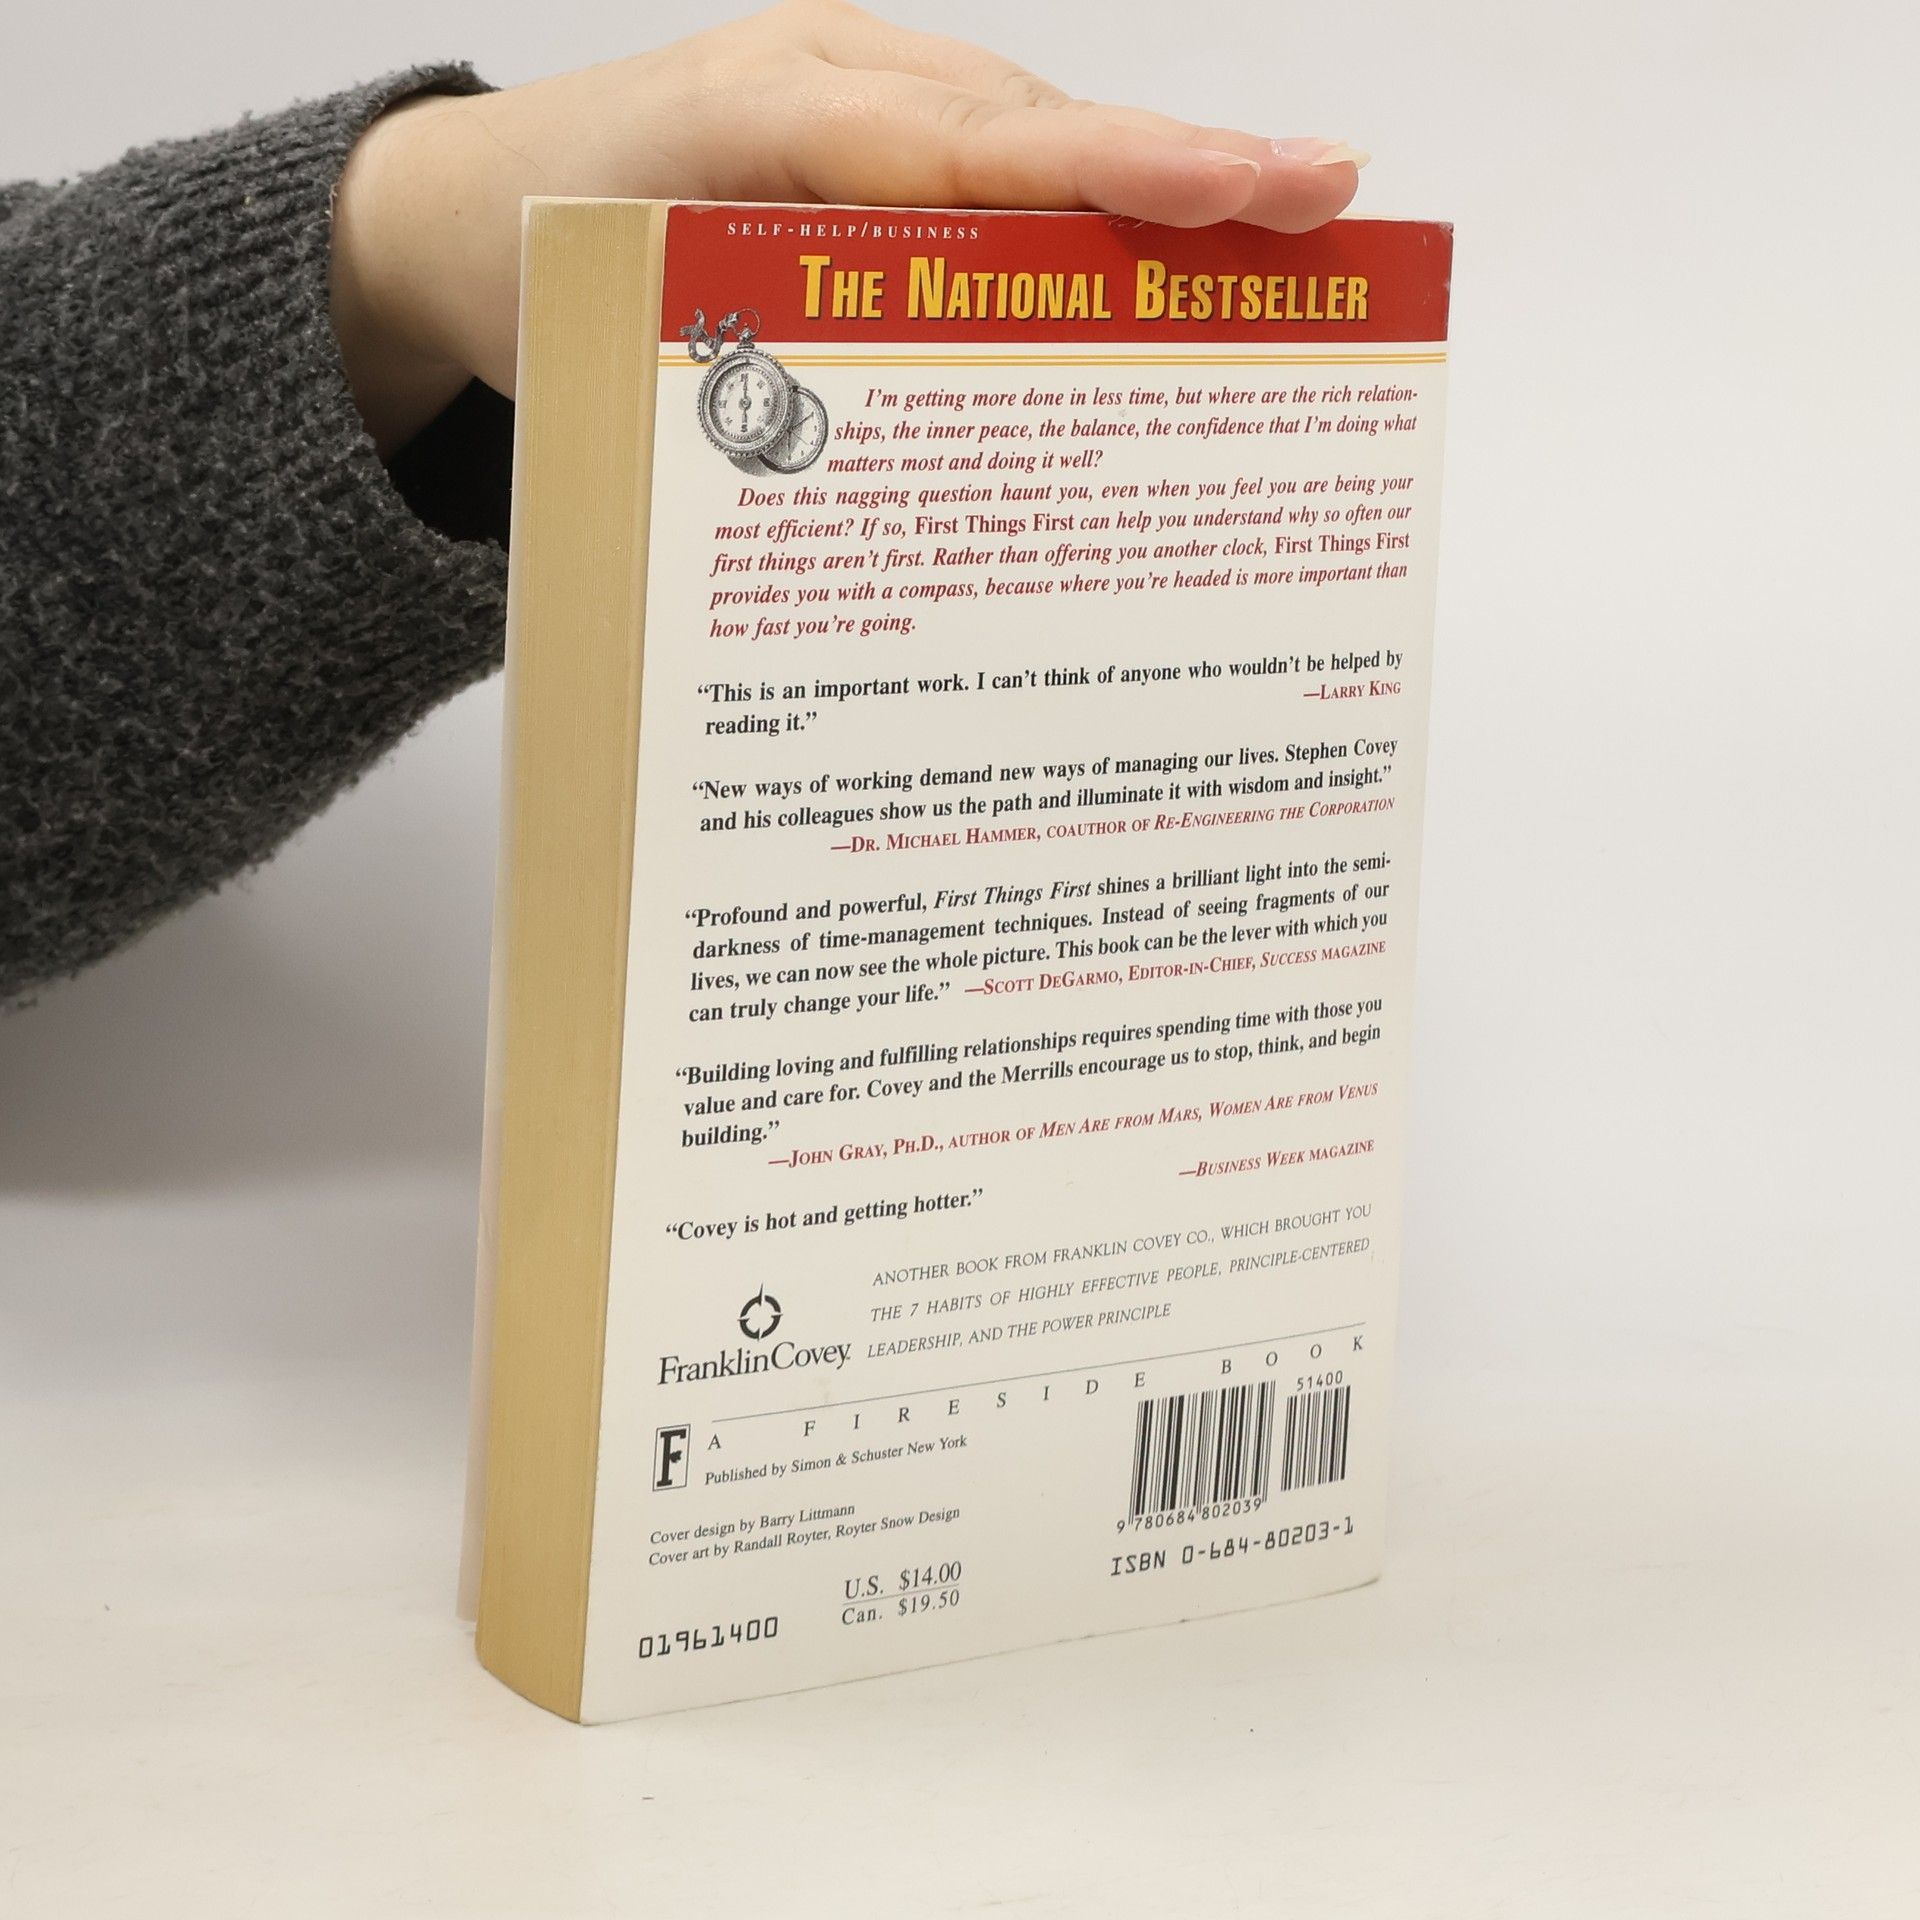 SELF-HELP/BUSINESS
THE NATIONAL BESTSELLER
I'm getting more done in less time, but where are the rich relation-
ships, the inner peace, the balance, the confidence that I'm doing what
matters most and doing it well?
Does this nagging question haunt you, even when you feel you are being your
most efficient? If so, First Things First can help you understand why so often our
first things aren't first. Rather than offering you another clock, First Things First
provides you with a compass, because where you're headed is more important than
how fast you're going.
“This is an important work. I can't think of anyone who wouldn't be helped by
reading it.”
—LARRY KING
“New ways of working demand new ways of managing our lives. Stephen Covey
and his colleagues show us the path and illuminate it with wisdom and insight.”
—DR. MICHAEL HAMMER, COAUTHOR OF RE-ENGINEERING THE CORPORATION
“Profound and powerful, First Things First shines a brilliant light into the semi-
darkness of time-management techniques. Instead of seeing fragments of our
lives, we can now see the whole picture. This book can be the lever with which you
can truly change your life.” —SCOTT DEGARMO, EDITOR-IN-CHIEF, SUCCESS MAGAZINE
“Building loving and fulfilling relationships requires spending time with those you
value and care for. Covey and the Merrills encourage us to stop, think, and begin
building.”
—JOHN GRAY, PH.D., AUTHOR OF MEN ARE FROM MARS, WOMEN ARE FROM VENUS
“Covey is hot and getting hotter.”
—BUSINESS WEEK MAGAZINE
ANOTHER BOOK FROM FRANKLIN COVEY CO., WHICH BROUGHT YOU
THE 7 HABITS OF HIGHLY EFFECTIVE PEOPLE, PRINCIPLE-CENTERED
LEADERSHIP, AND THE POWER PRINCIPLE
FranklinCovey
F
A FIRESIDE BOOK
Published by Simon & Schuster New York
Cover design by Barry Littmann
Cover art by Randall Royter, Royter Snow Design
51400
9 780684 802039
ISBN 0-684-80203-1
U.S. $14.00
Can. $19.50
01961400